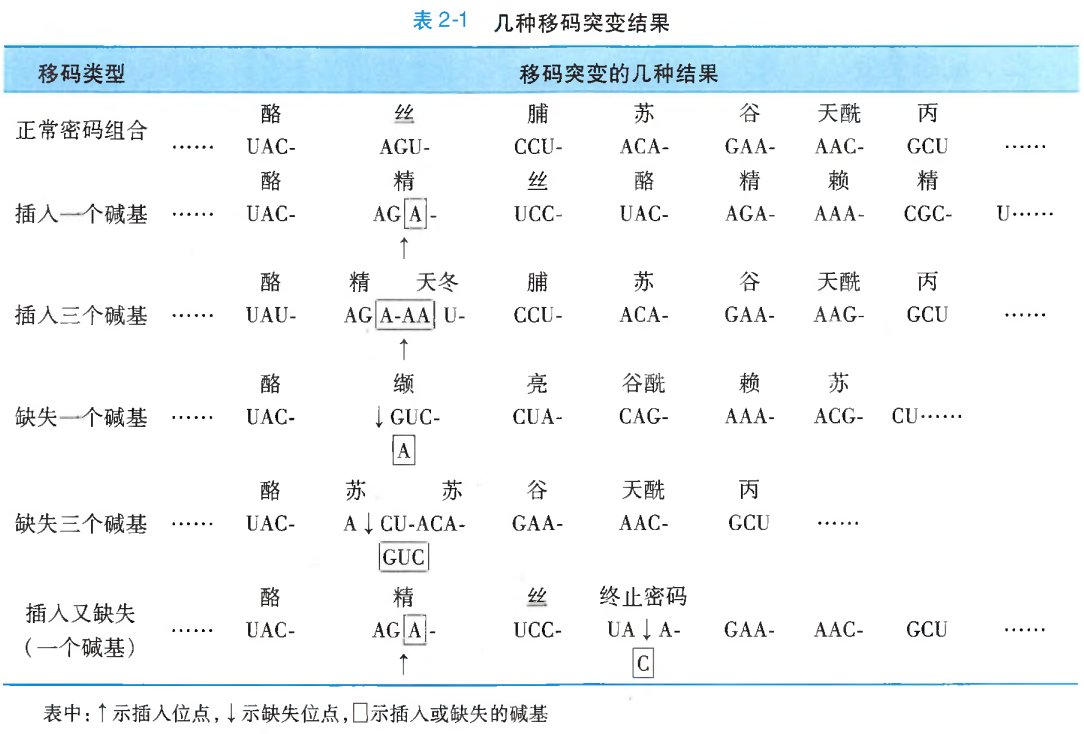 表 2-1 几种移码突变结果
移码类型 移码突变的几种结果
酪 丝 脯 苏 谷 天酰 丙
正常密码组合 …… UAC- AGU- CCU- ACA- GAA- AAC- GCU ……
酪 精 丝 酪 精 赖 精
插入一个碱基 …… UAC- AG A - UCC- UAC- AGA- AAA- CGC- U……
↑
酪 精 天冬 脯 苏 谷 天酰 丙
插入三个碱基 …… UAU- AG A-AA U- CCU- ACA- GAA- AAG- GCU ……
↑
酪 缬 亮 谷酰 赖 苏
缺失一个碱基 …… UAC- ↓GUC- CUA- CAG- AAA- ACG- CU……
A
酪 苏 苏 谷 天酰 丙
缺失三个碱基 …… UAC- A↓CU-ACA- GAA- AAC- GCU ……
GUC
酪 精 丝 终止密码
插入又缺失
(一个碱基) …… UAC- AG A - UCC- UA↓A- GAA- AAC- GCU ……
↑ C
表中:↑示插入位点,↓示缺失位点,□示插入或缺失的碱基